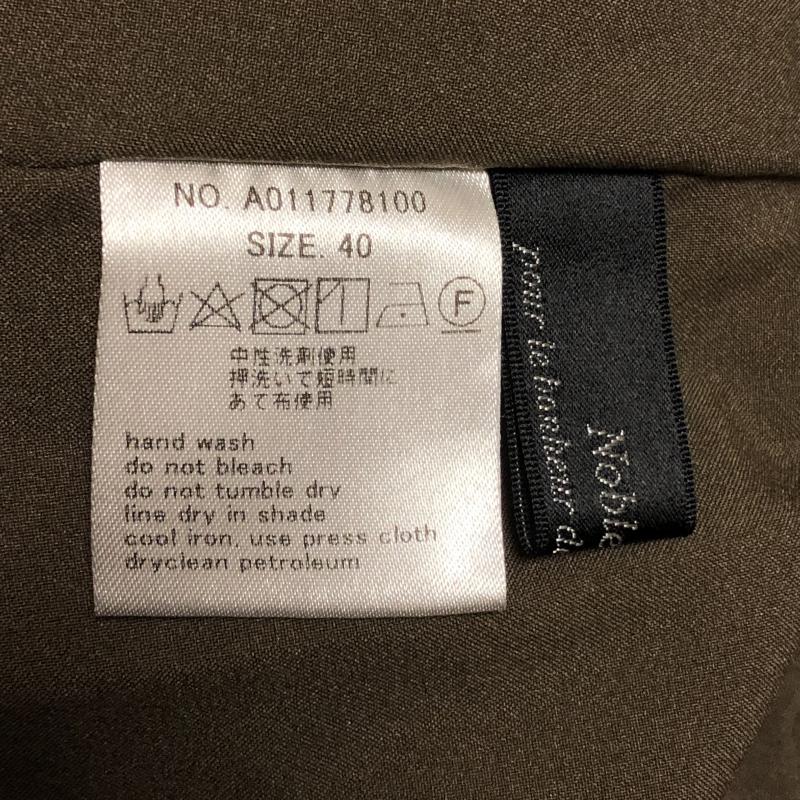 NO. A011778100
SIZE. 40
F
中性洗剤使用
押洗いで短時間に
あて布使用
hand wash
do not bleach
do not tumble dry
line dry in shade
cool iron, use press cloth
dryclean petroleum
Noble
pour le bonheur